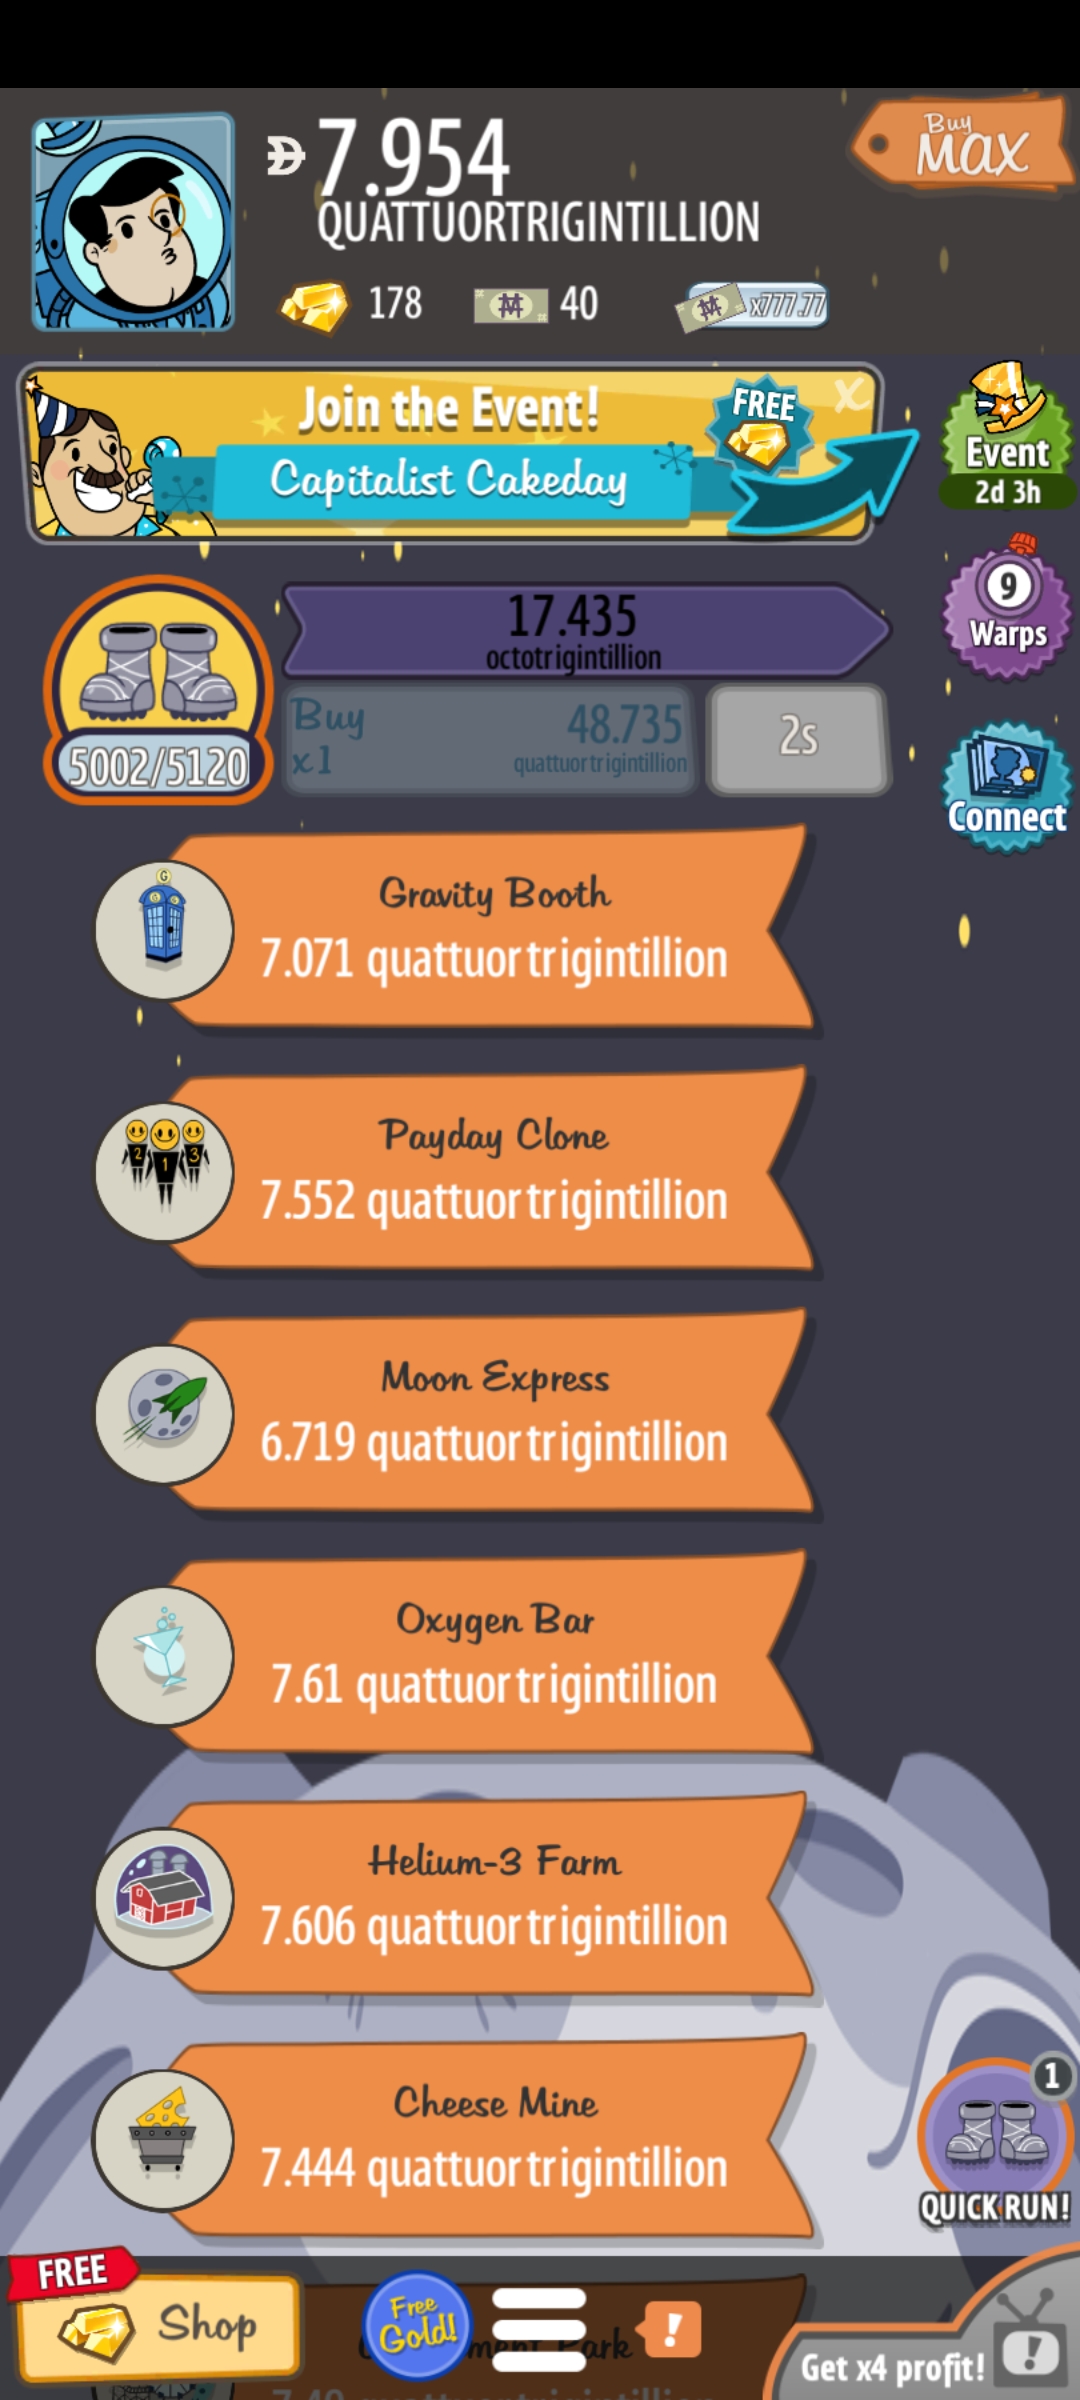 7.954
QUATTUORTRIGINTILLION
Buy
Max
178
40
x777.77
Join the Event!
Capitalist Cakeday
FREE
X
Event
2d 3h
9
Warps
Connect
17.435
octotrigintillion
5002/5120
Buy
x1
48.735
quattuortrigintillion
2s
Gravity Booth
7.071 quattuortrigintillion
Payday Clone
7.552 quattuortrigintillion
2 1 3
Moon Express
6.719 quattuortrigintillion
Oxygen Bar
7.61 quattuortrigintillion
Helium-3 Farm
7.606 quattuortrigintillion
Cheese Mine
7.444 quattuortrigintillion
1
QUICK RUN!
FREE
Shop
Free
Gold!
!
Park
Get x4 profit!
!